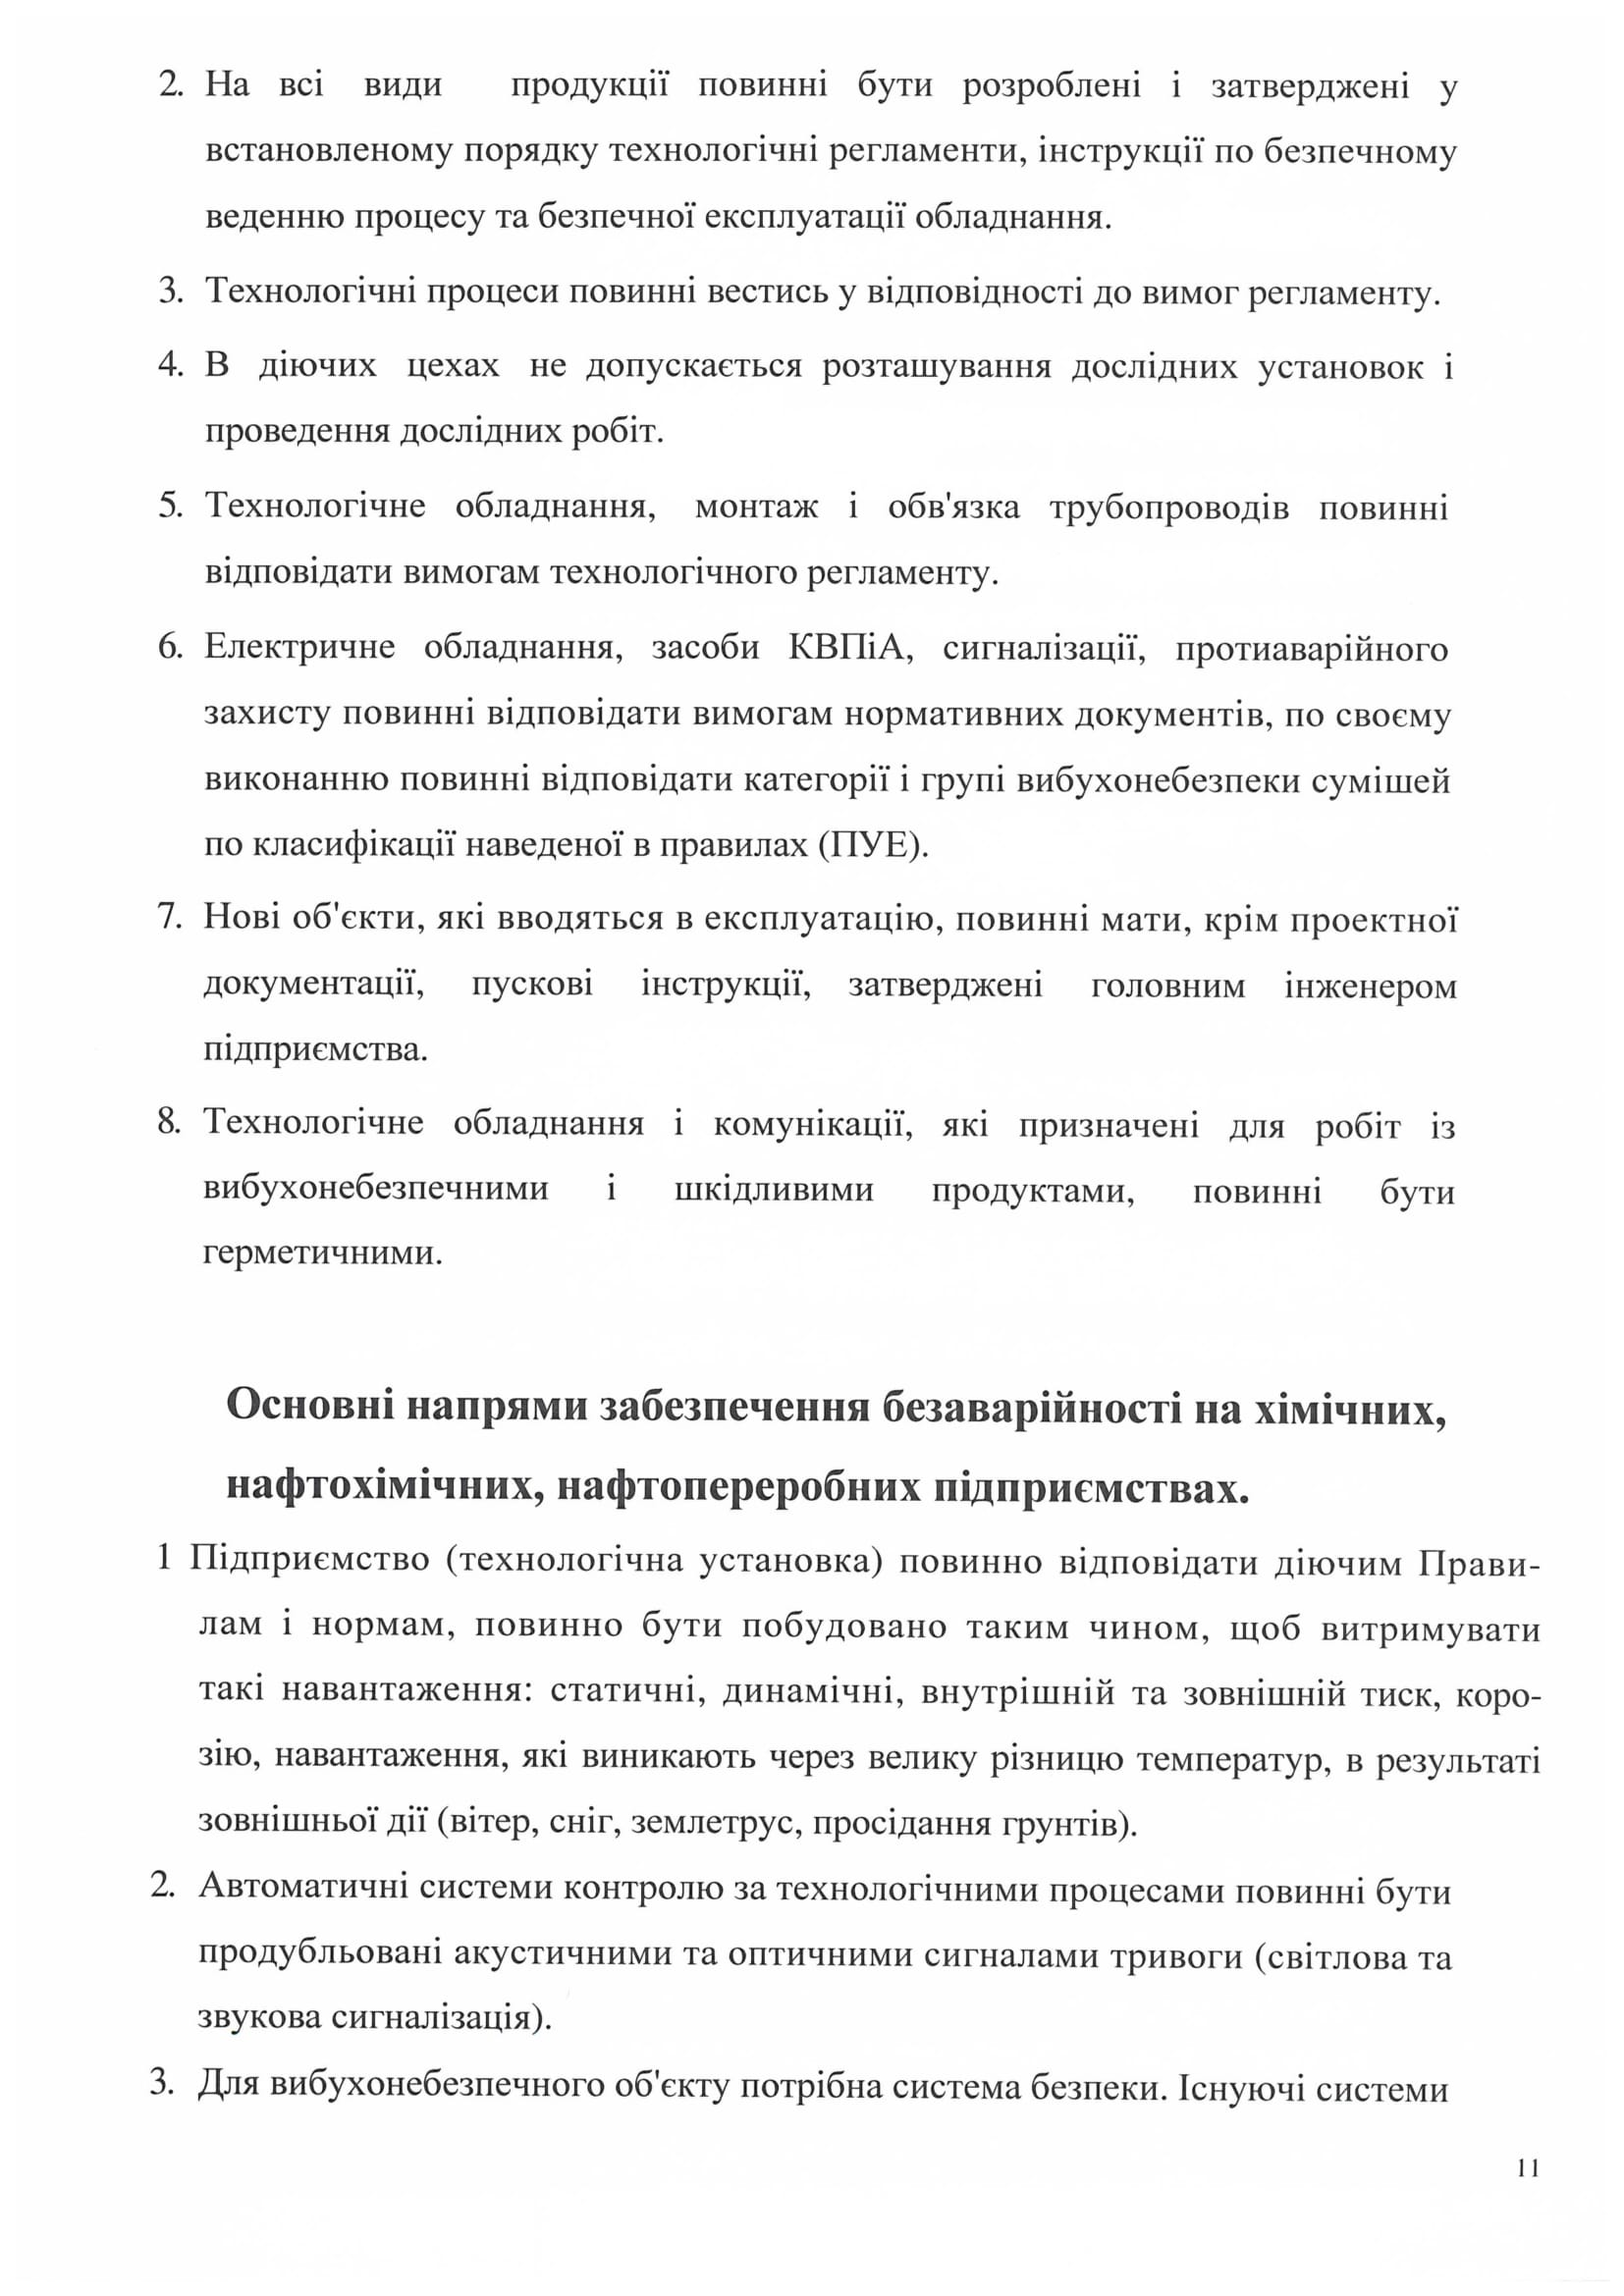 2. На всі види продукції повинні бути розроблені і затверджені у
встановленому порядку технологічні регламенти, інструкції по безпечному
веденню процесу та безпечної експлуатації обладнання.
3. Технологічні процеси повинні вестись у відповідності до вимог регламенту.
4. В діючих цехах не допускається розташування дослідних установок і
проведення дослідних робіт.
5. Технологічне обладнання, монтаж і обв'язка трубопроводів повинні
відповідати вимогам технологічного регламенту.
6. Електричне обладнання, засоби КВПіА, сигналізації, протиаварійного
захисту повинні відповідати вимогам нормативних документів, по своєму
виконанню повинні відповідати категорії і групі вибухонебезпеки сумішей
по класифікації наведеної в правилах (ПУЕ).
7. Нові об'єкти, які вводяться в експлуатацію, повинні мати, крім проектної
документації, пускові інструкції, затверджені головним інженером
підприємства.
8. Технологічне обладнання і комунікації, які призначені для робіт із
вибухонебезпечними і шкідливими продуктами, повинні бути
герметичними.
Основні напрями забезпечення безаварійності на хімічних,
нафтохімічних, нафтопереробних підприємствах.
1 Підприємство (технологічна установка) повинно відповідати діючим Прави-
лам і нормам, повинно бути побудовано таким чином, щоб витримувати
такі навантаження: статичні, динамічні, внутрішній та зовнішній тиск, коро-
зію, навантаження, які виникають через велику різницю температур, в результаті
зовнішньої дії (вітер, сніг, землетрус, просідання грунтів).
2. Автоматичні системи контролю за технологічними процесами повинні бути
продубльовані акустичними та оптичними сигналами тривоги (світлова та
звукова сигналізація).
3. Для вибухонебезпечного об'єкту потрібна система безпеки. Існуючі системи
11